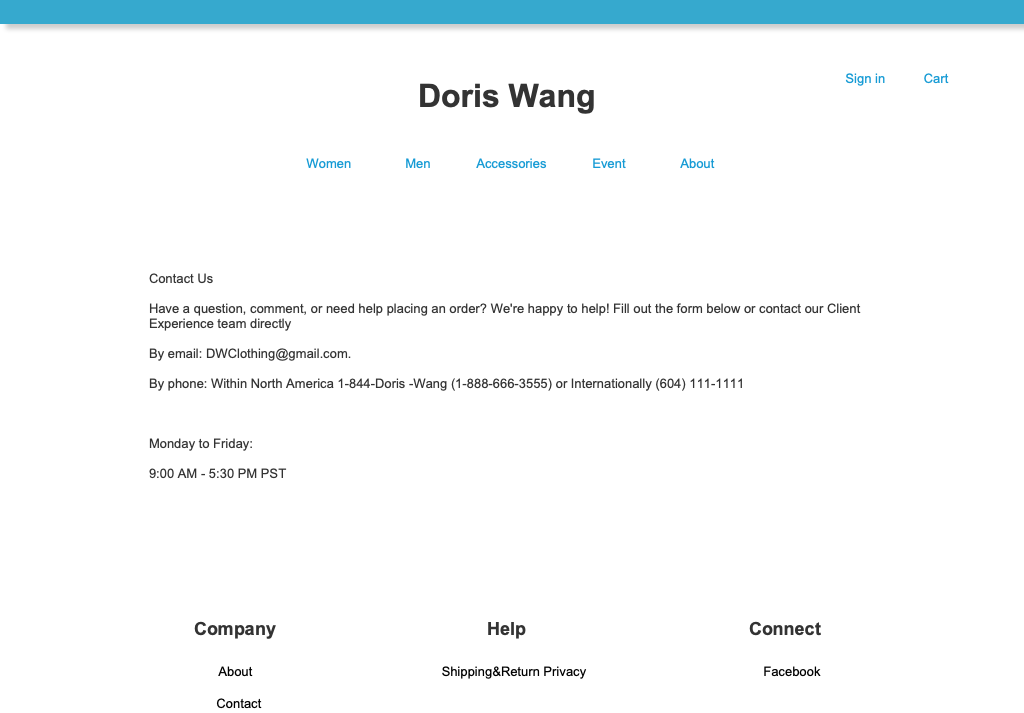 Sign in Cart
Doris Wang
Women Men Accessories Event About
Contact Us
Have a question, comment, or need help placing an order? We're happy to help! Fill out the form below or contact our Client
Experience team directly
By email: DWClothing@gmail.com.
By phone: Within North America 1-844-Doris -Wang (1-888-666-3555) or Internationally (604) 111-1111
Monday to Friday:
9:00 AM - 5:30 PM PST
Company Help Connect
About Shipping&Return Privacy Facebook
Contact